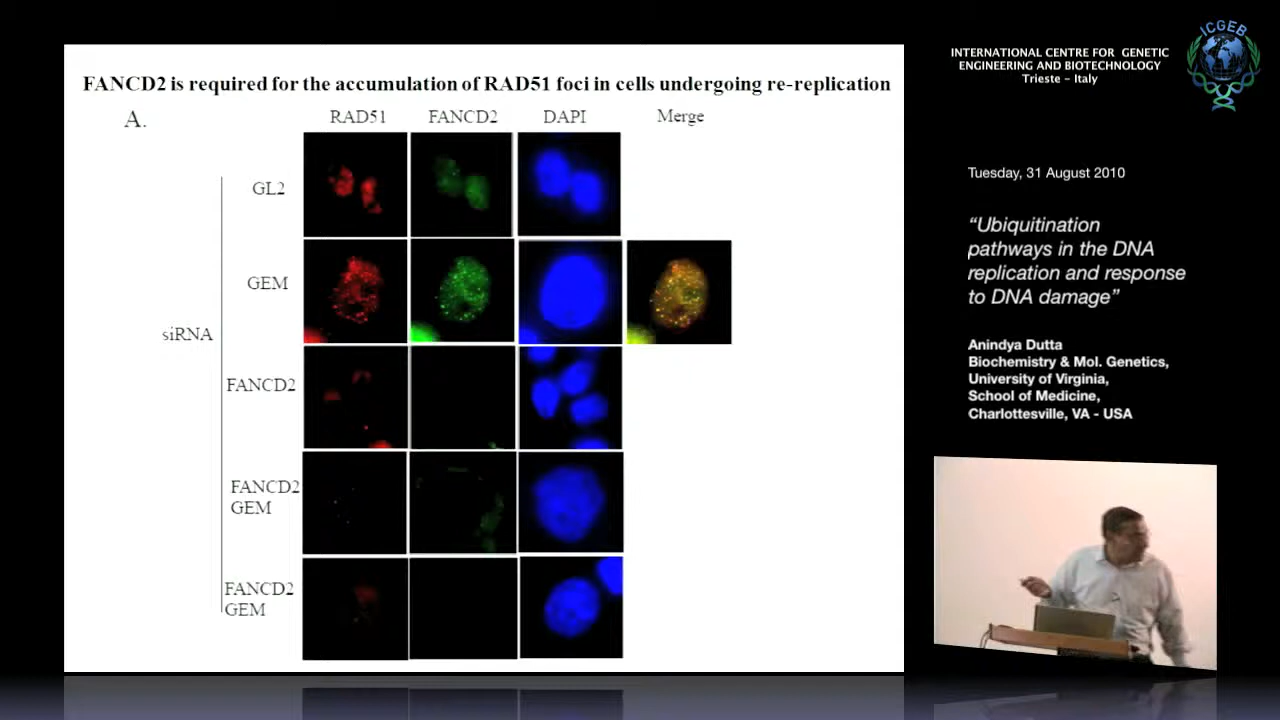 FANCD2 is required for the accumulation of RAD51 foci in cells undergoing re-replication
A.
RAD51 FANCD2 DAPI Merge
GL2
GEM
siRNA
FANCD2
FANCD2
GEM
FANCD2
GEM
ICGEB
INTERNATIONAL CENTRE FOR GENETIC
ENGINEERING AND BIOTECHNOLOGY
Trieste - Italy
Tuesday, 31 August 2010
“Ubiquitination
pathways in the DNA
replication and response
to DNA damage”
Anindya Dutta
Biochemistry & Mol. Genetics,
University of Virginia,
School of Medicine,
Charlottesville, VA - USA